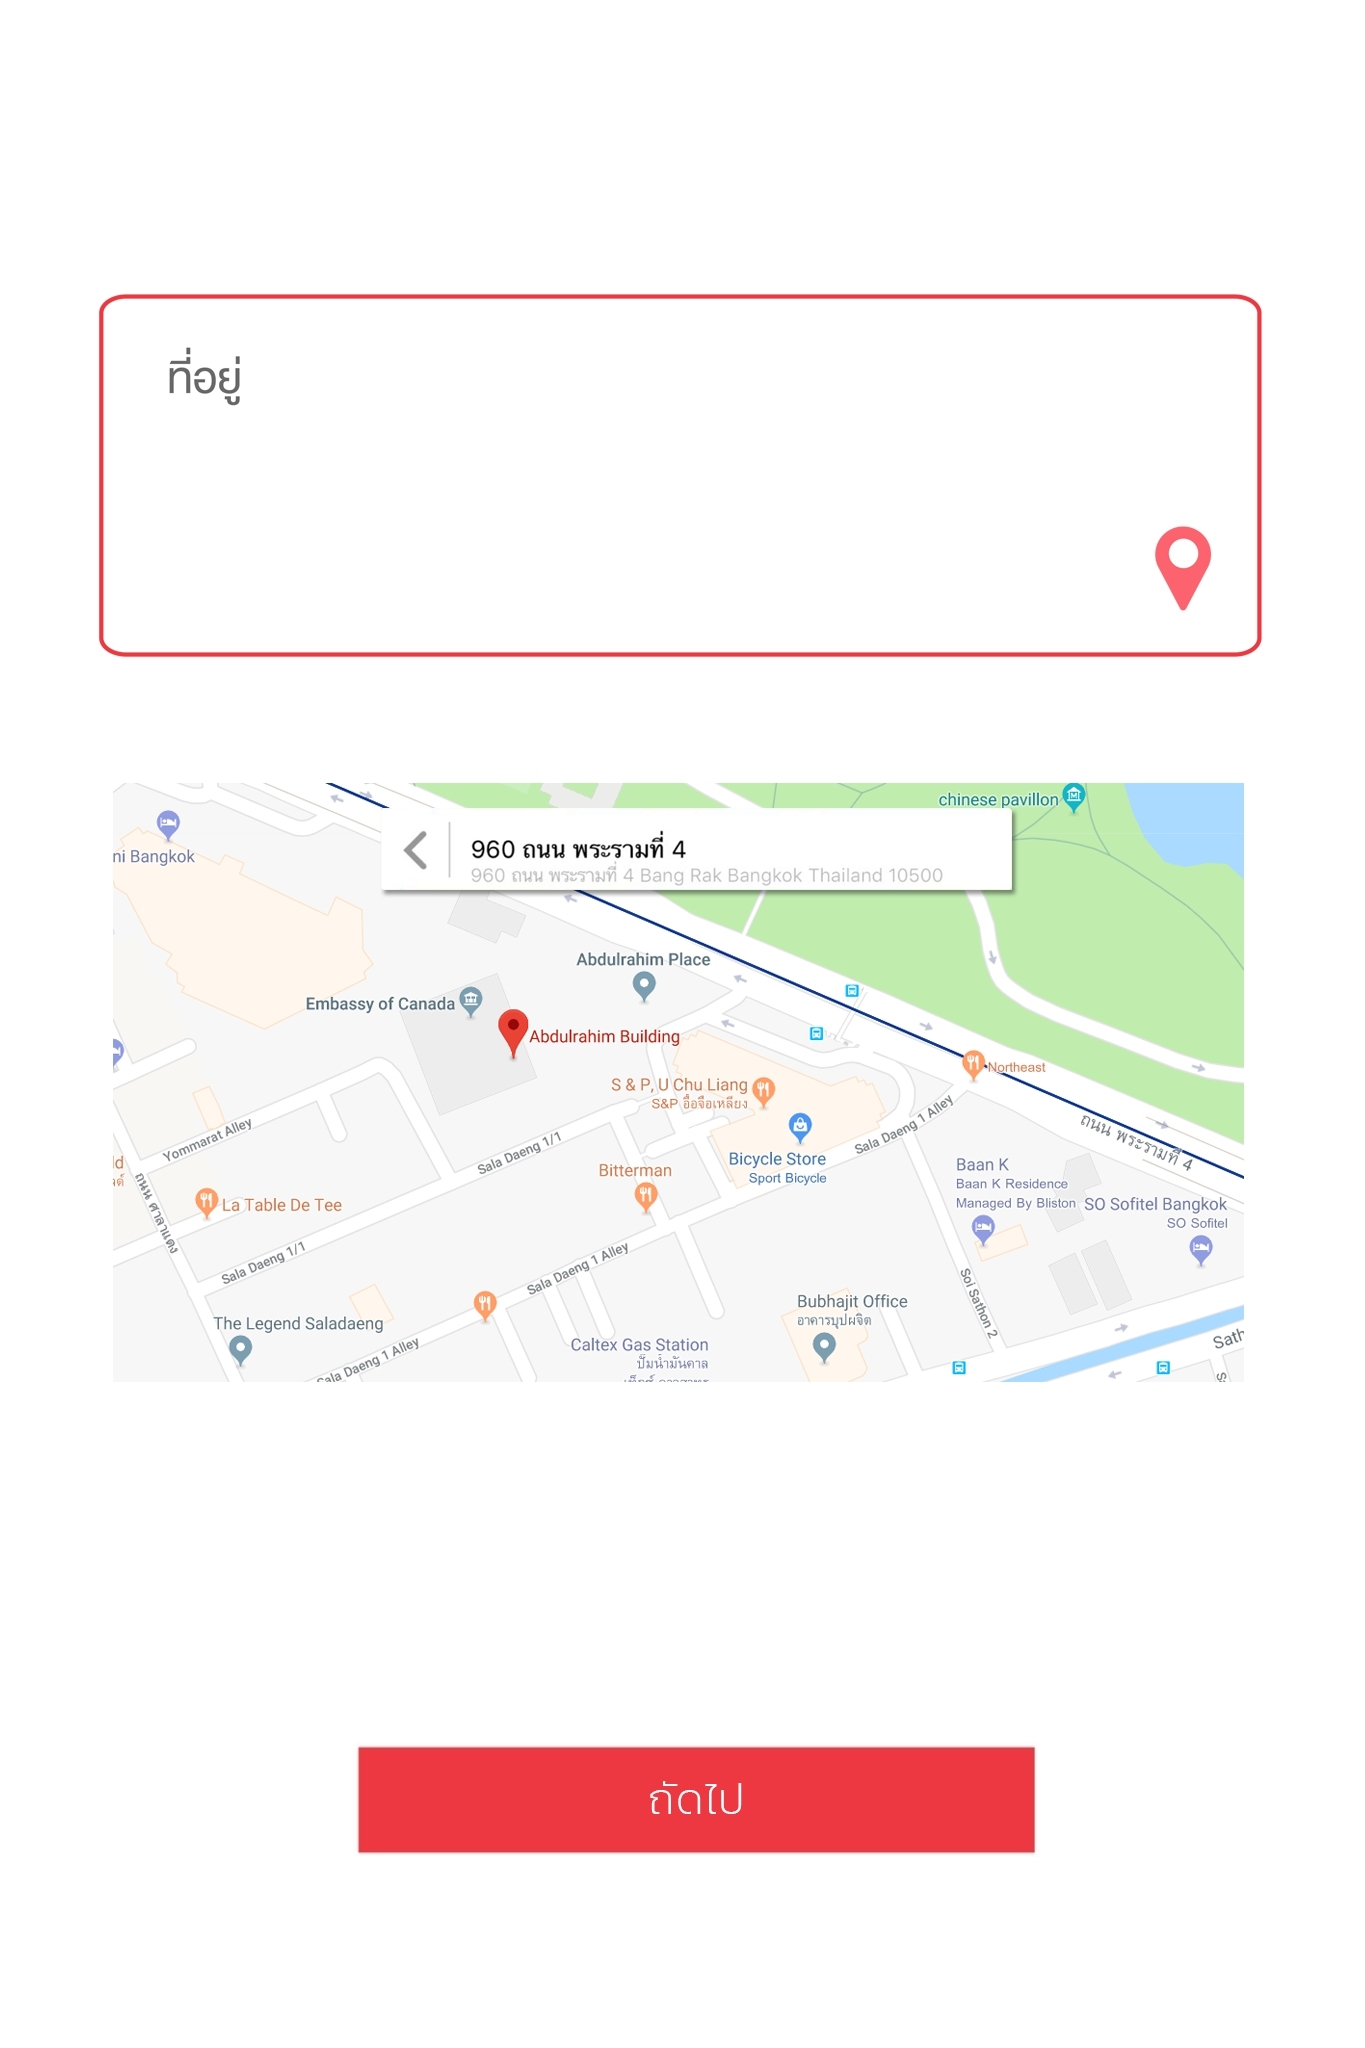 ที่อยู่
chinese pavillon
ni Bangkok
960 ถนน พระรามที่ 4
960 ถนน พระรามที่ 4 Bang Rak Bangkok Thailand 10500
Abdulrahim Place
Embassy of Canada
Abdulrahim Building
Northeast
S & P, U Chu Liang
S&P อื้อจือเหลียง
Sala Daeng 1 Alley
ถนน พระรามที่ 4
Yommarat Alley
Sala Daeng 1/1
Bicycle Store
Sport Bicycle
Bitterman
Baan K
Baan K Residence
Managed By Bliston
SO Sofitel Bangkok
SO Sofitel
ld
La Table De Tee
ถนน ศาลาแดง
Sala Daeng 1/1
Sala Daeng 1 Alley
Soi Sathon 2
Bubhajit Office
อาคารบุปผจิต
The Legend Saladaeng
Caltex Gas Station
ปั๊มน้ำมันคาล
Sala Daeng 1 Alley
Sath
ถัดไป